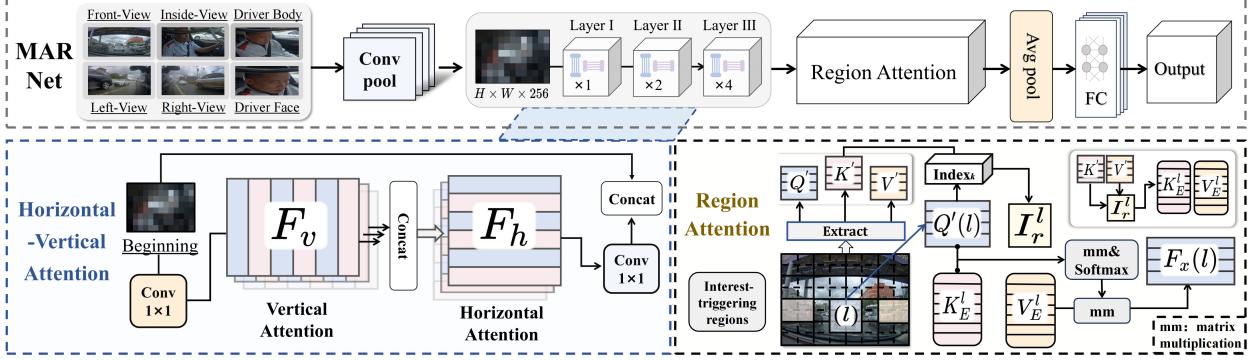 MAR
Net
Front-View
Inside-View
Driver Body
Left-View
Right-View
Driver Face
Conv
pool
H × W × 256
Layer I
Layer II
Layer III
×1
×2
×4
Region Attention
Avg pool
FC
Output
Horizontal
-Vertical
Attention
Beginning
Conv
1×1
F_v
Vertical
Attention
Concat
F_h
Horizontal
Attention
Concat
Conv
1×1
Region
Attention
Interest-
triggering
regions
Q'
K'
V'
Extract
(l)
Index_k
Q'(l)
I_r^l
K_E^l
V_E^l
mm&
Softmax
mm
F_x(l)
K'
V'
I_r^l
K_E^l
V_E^l
mm: matrix
multiplication